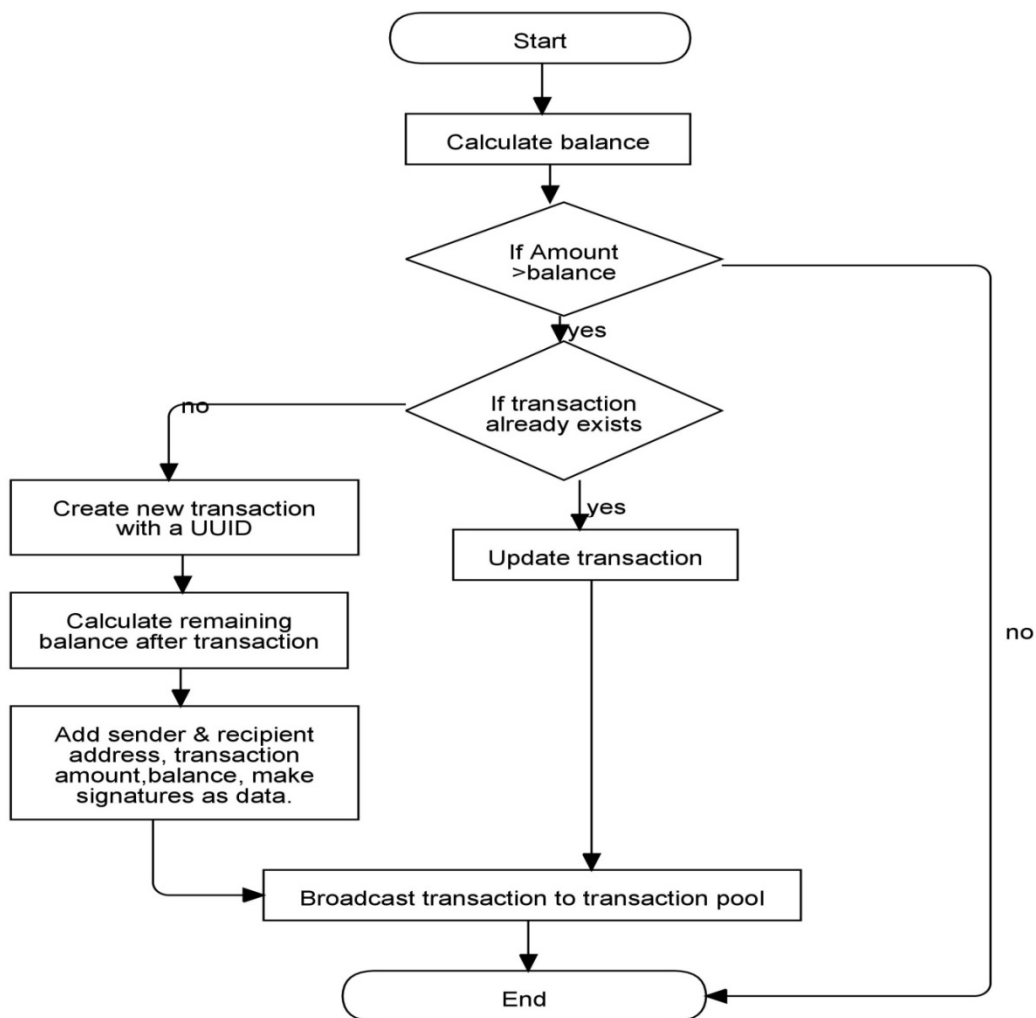 Start
Calculate balance
If Amount
>balance
yes
If transaction
already exists
no
yes
Create new transaction
with a UUID
Update transaction
Calculate remaining
balance after transaction
no
Add sender & recipient
address, transaction
amount,balance, make
signatures as data.
Broadcast transaction to transaction pool
End